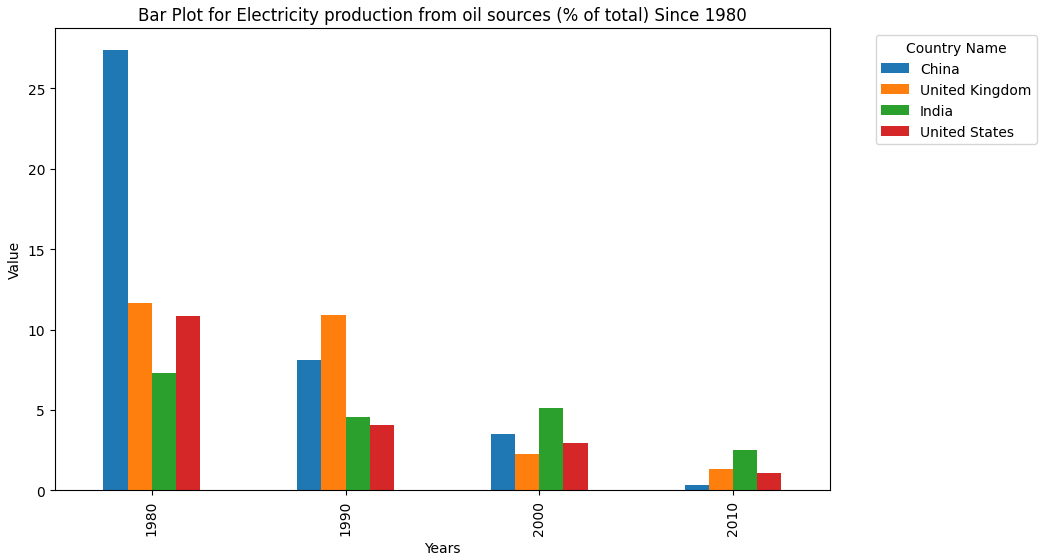 Bar Plot for Electricity production from oil sources (% of total) Since 1980
Country Name
China
United Kingdom
India
United States
Value
25
20
15
10
5
0
1980
1990
2000
2010
Years